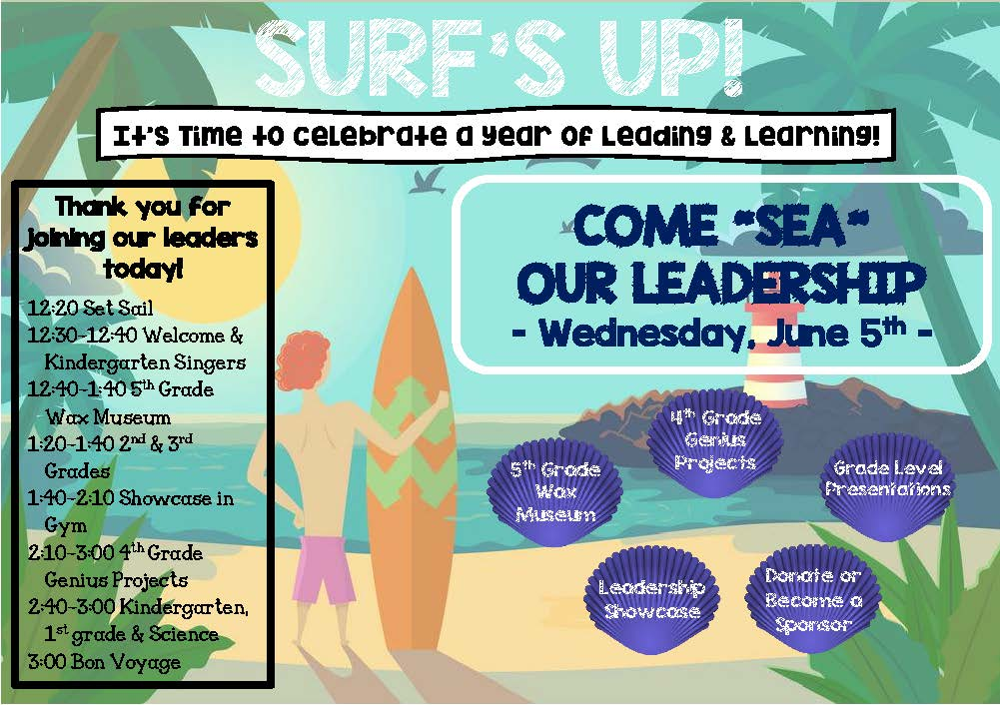 SURF'S UP!
It's Time to Celebrate a Year of Leading & Learning!
Thank you for
joining our leaders
today!
12:20 Set Sail
12:30-12:40 Welcome &
Kindergarten Singers
12:40-1:40 5th Grade
Wax Museum
1:20-1:40 2nd & 3rd
Grades
1:40-2:10 Showcase in
Gym
2:10-3:00 4th Grade
Genius Projects
2:40-3:00 Kindergarten,
1st grade & Science
3:00 Bon Voyage
COME "SEA"
OUR LEADERSHIP
- Wednesday, June 5th -
4th Grade
Genius
Projects
5th Grade
Wax
Museum
Grade Level
Presentations
Leadership
Showcase
Donate or
Become a
Sponsor